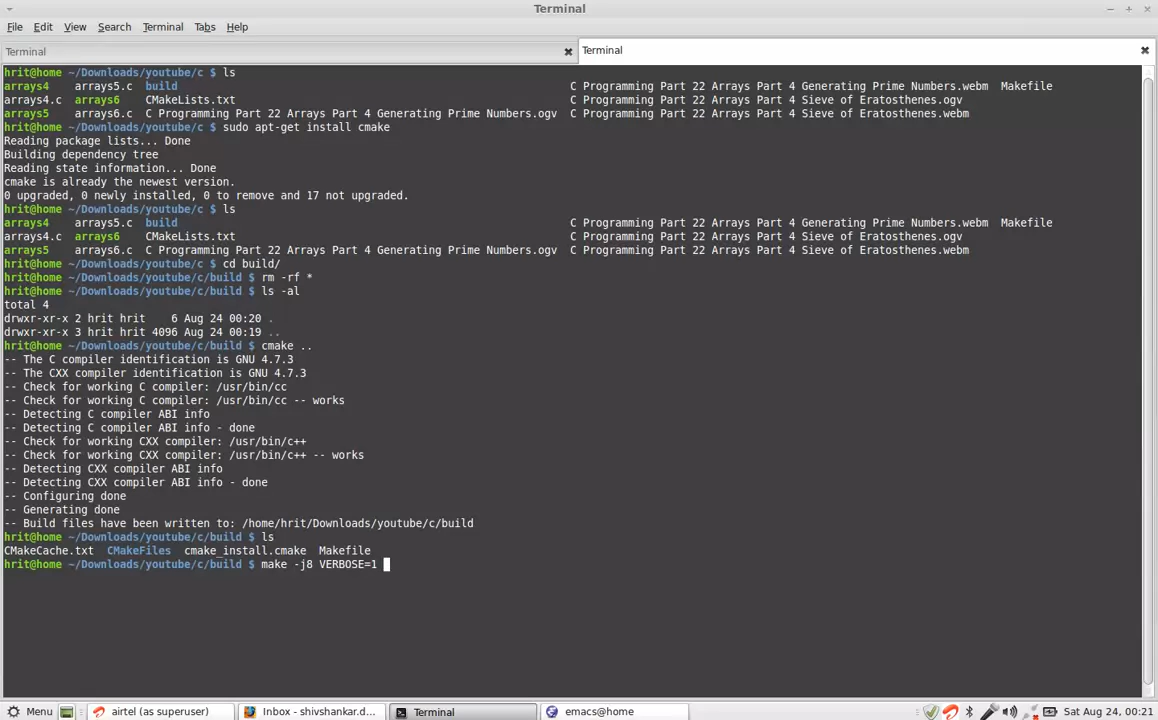 Terminal
File Edit View Search Terminal Tabs Help
Terminal Terminal
hrit@home ~/Downloads/youtube/c $ ls
arrays4 arrays5.c build C Programming Part 22 Arrays Part 4 Generating Prime Numbers.webm Makefile
arrays4.c arrays6 CMakeLists.txt C Programming Part 22 Arrays Part 4 Sieve of Eratosthenes.ogv
arrays5 arrays6.c C Programming Part 22 Arrays Part 4 Generating Prime Numbers.ogv C Programming Part 22 Arrays Part 4 Sieve of Eratosthenes.webm
hrit@home ~/Downloads/youtube/c $ sudo apt-get install cmake
Reading package lists... Done
Building dependency tree
Reading state information... Done
cmake is already the newest version.
0 upgraded, 0 newly installed, 0 to remove and 17 not upgraded.
hrit@home ~/Downloads/youtube/c $ ls
arrays4 arrays5.c build C Programming Part 22 Arrays Part 4 Generating Prime Numbers.webm Makefile
arrays4.c arrays6 CMakeLists.txt C Programming Part 22 Arrays Part 4 Sieve of Eratosthenes.ogv
arrays5 arrays6.c C Programming Part 22 Arrays Part 4 Generating Prime Numbers.ogv C Programming Part 22 Arrays Part 4 Sieve of Eratosthenes.webm
hrit@home ~/Downloads/youtube/c $ cd build/
hrit@home ~/Downloads/youtube/c/build $ rm -rf *
hrit@home ~/Downloads/youtube/c/build $ ls -al
total 4
drwxr-xr-x 2 hrit hrit 6 Aug 24 00:20 .
drwxr-xr-x 3 hrit hrit 4096 Aug 24 00:19 ..
hrit@home ~/Downloads/youtube/c/build $ cmake ..
-- The C compiler identification is GNU 4.7.3
-- The CXX compiler identification is GNU 4.7.3
-- Check for working C compiler: /usr/bin/cc
-- Check for working C compiler: /usr/bin/cc -- works
-- Detecting C compiler ABI info
-- Detecting C compiler ABI info - done
-- Check for working CXX compiler: /usr/bin/c++
-- Check for working CXX compiler: /usr/bin/c++ -- works
-- Detecting CXX compiler ABI info
-- Detecting CXX compiler ABI info - done
-- Configuring done
-- Generating done
-- Build files have been written to: /home/hrit/Downloads/youtube/c/build
hrit@home ~/Downloads/youtube/c/build $ ls
CMakeCache.txt CMakeFiles cmake_install.cmake Makefile
hrit@home ~/Downloads/youtube/c/build $ make -j8 VERBOSE=1
Menu airtel (as superuser) Inbox - shivshankar.d... Terminal emacs@home Sat Aug 24, 00:21